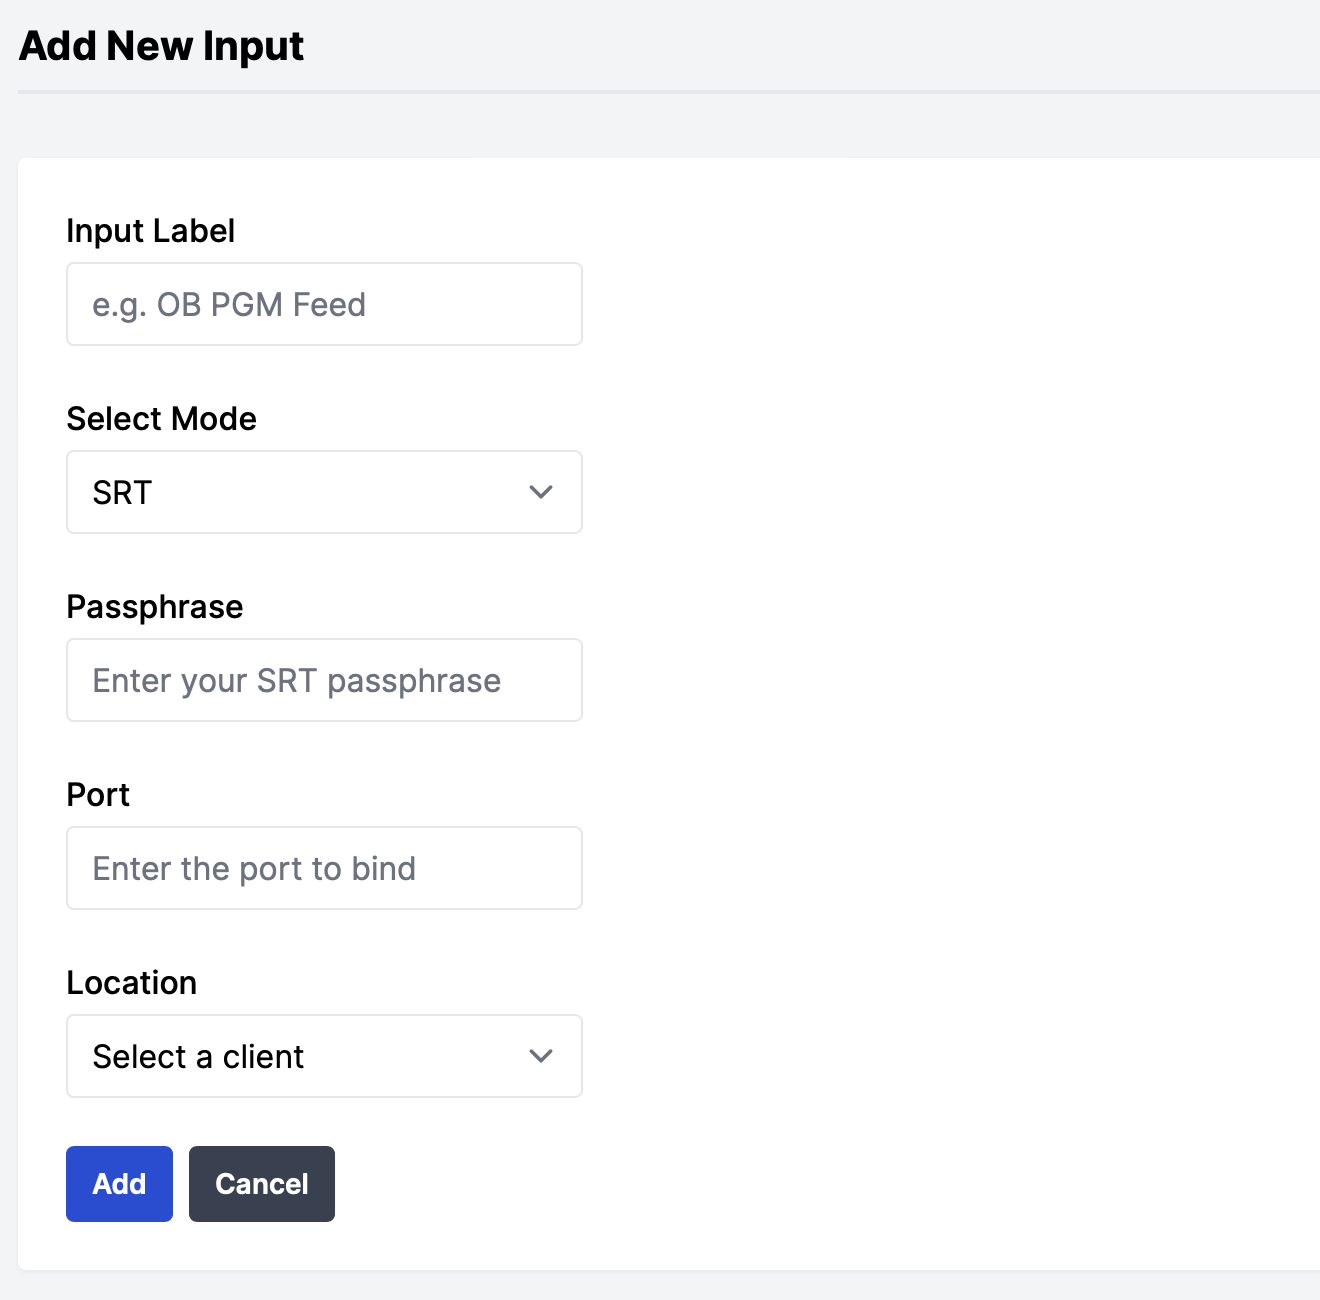 Add New Input
Input Label
e.g. OB PGM Feed
Select Mode
SRT
Passphrase
Enter your SRT passphrase
Port
Enter the port to bind
Location
Select a client
Add
Cancel